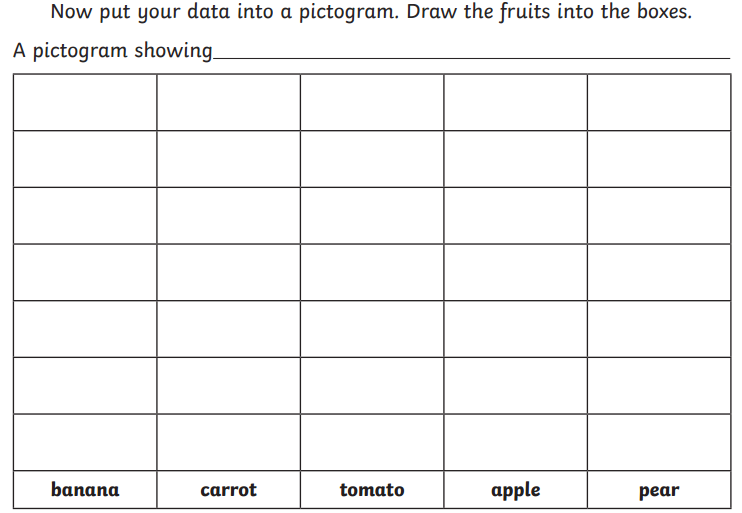 Now put your data into a pictogram. Draw the fruits into the boxes.
A pictogram showing
banana carrot tomato apple pear